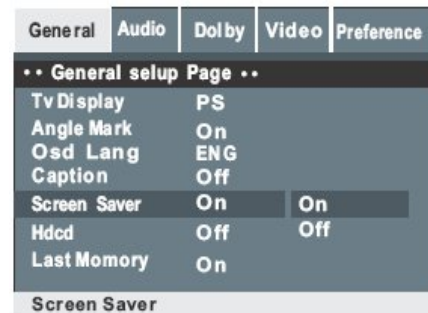 General Audio Dolby Video Preference
•• General selup Page ••
Tv Display PS
Angle Mark On
Osd Lang ENG
Caption Off
Screen Saver On On
Hdcd Off Off
Last Momory On
Screen Saver